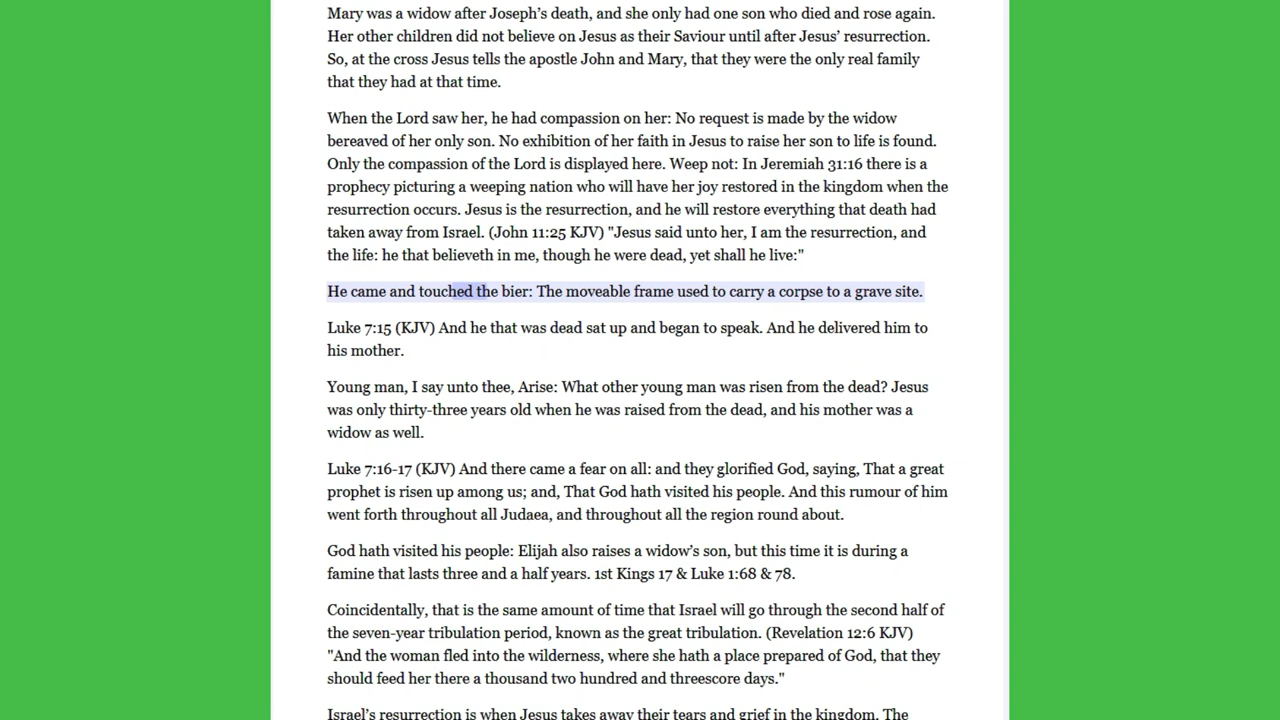 Mary was a widow after Joseph’s death, and she only had one son who died and rose again.
Her other children did not believe on Jesus as their Saviour until after Jesus’ resurrection.
So, at the cross Jesus tells the apostle John and Mary, that they were the only real family
that they had at that time.
When the Lord saw her, he had compassion on her: No request is made by the widow
bereaved of her only son. No exhibition of her faith in Jesus to raise her son to life is found.
Only the compassion of the Lord is displayed here. Weep not: In Jeremiah 31:16 there is a
prophecy picturing a weeping nation who will have her joy restored in the kingdom when the
resurrection occurs. Jesus is the resurrection, and he will restore everything that death had
taken away from Israel. (John 11:25 KJV) "Jesus said unto her, I am the resurrection, and
the life: he that believeth in me, though he were dead, yet shall he live:"
He came and touched the bier: The moveable frame used to carry a corpse to a grave site.
Luke 7:15 (KJV) And he that was dead sat up and began to speak. And he delivered him to
his mother.
Young man, I say unto thee, Arise: What other young man was risen from the dead? Jesus
was only thirty-three years old when he was raised from the dead, and his mother was a
widow as well.
Luke 7:16-17 (KJV) And there came a fear on all: and they glorified God, saying, That a great
prophet is risen up among us; and, That God hath visited his people. And this rumour of him
went forth throughout all Judaea, and throughout all the region round about.
God hath visited his people: Elijah also raises a widow’s son, but this time it is during a
famine that lasts three and a half years. 1st Kings 17 & Luke 1:68 & 78.
Coincidentally, that is the same amount of time that Israel will go through the second half of
the seven-year tribulation period, known as the great tribulation. (Revelation 12:6 KJV)
"And the woman fled into the wilderness, where she hath a place prepared of God, that they
should feed her there a thousand two hundred and threescore days."
Israel’s resurrection is when Jesus takes away their tears and grief in the kingdom. The